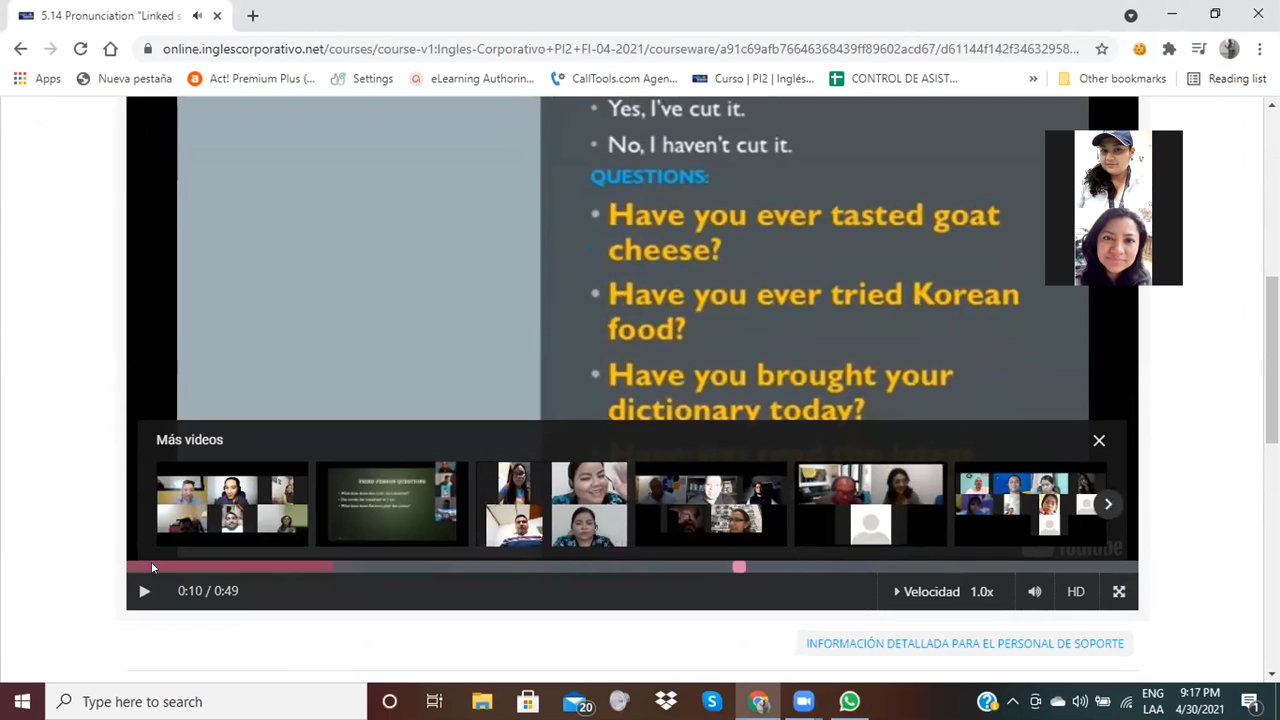 5.14 Pronunciation "Linked s
online.inglescorporativo.net/courses/course-v1:Ingles-Corporativo+PI2+FI-04-2021/courseware/a91c69afb76646368439ff89602acd67/d61144f142f34632958...
Apps
Nueva pestaña
Act! Premium Plus (...
Settings
eLearning Authorin...
CallTools.com Agen...
Curso | PI2 | Inglés...
CONTROL DE ASIST...
»
Other bookmarks
Reading list
• Yes, I've cut it.
• No, I haven't cut it.
QUESTIONS:
• Have you ever tasted goat
cheese?
• Have you ever tried Korean
food?
• Have you brought your
dictionary today?
Más videos
THIRD PERSON QUESTIONS
YouTube
0:10 / 0:49
Velocidad 1.0x
HD
INFORMACIÓN DETALLADA PARA EL PERSONAL DE SOPORTE
Type here to search
20
ENG
LAA
9:17 PM
4/30/2021
1